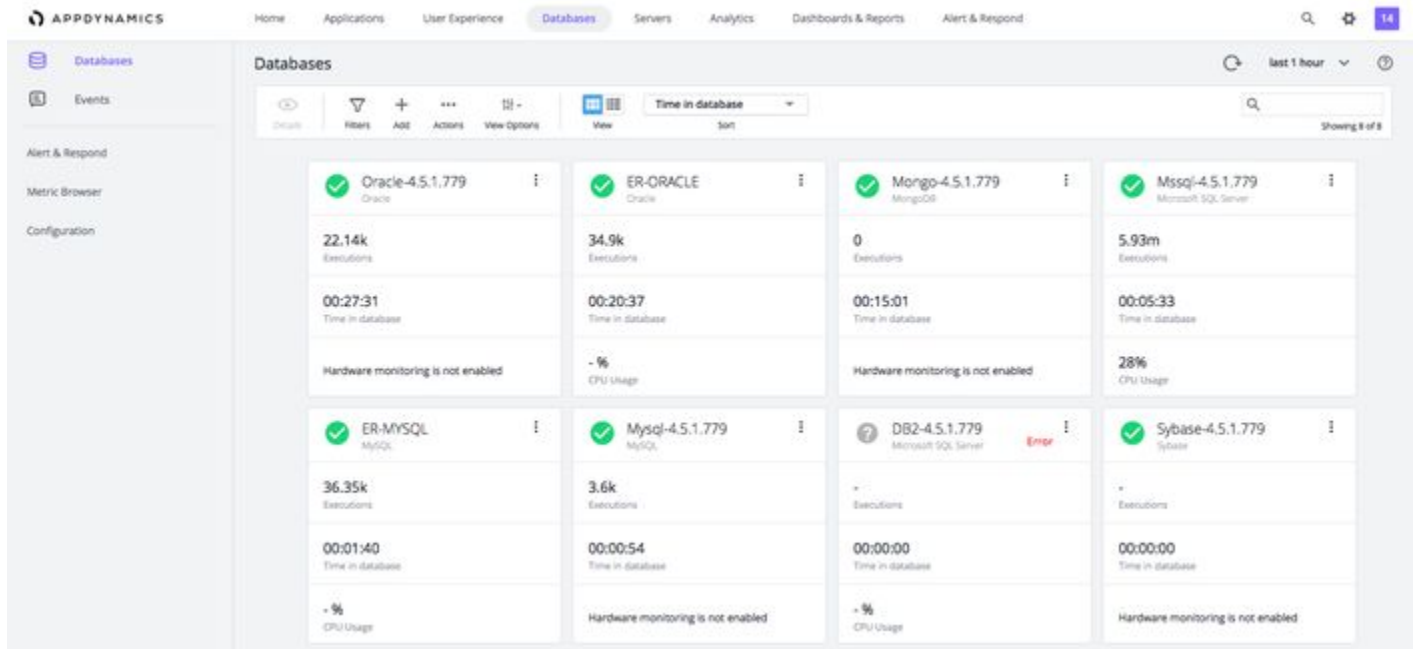 APPDYNAMICS
Home Applications User Experience Databases Servers Analytics Dashboards & Reports Alert & Respond 14
Databases
Events
Alert & Respond
Metric Browser
Configuration
Databases last 1 hour
Details Filters Add Actions View Options View Time in database Sort
Showing 8 of 8
Oracle-4.5.1.779
Oracle
22.14k
Executions
00:27:31
Time in database
Hardware monitoring is not enabled
ER-ORACLE
Oracle
34.9k
Executions
00:20:37
Time in database
- %
CPU Usage
Mongo-4.5.1.779
MongoDB
0
Executions
00:15:01
Time in database
Hardware monitoring is not enabled
Mssql-4.5.1.779
Microsoft SQL Server
5.93m
Executions
00:05:33
Time in database
28%
CPU Usage
ER-MYSQL
MySQL
36.35k
Executions
00:01:40
Time in database
- %
CPU Usage
Mysql-4.5.1.779
MySQL
3.6k
Executions
00:00:54
Time in database
Hardware monitoring is not enabled
DB2-4.5.1.779
Microsoft SQL Server
Error
-
Executions
00:00:00
Time in database
- %
CPU Usage
Sybase-4.5.1.779
Sybase
-
Executions
00:00:00
Time in database
Hardware monitoring is not enabled